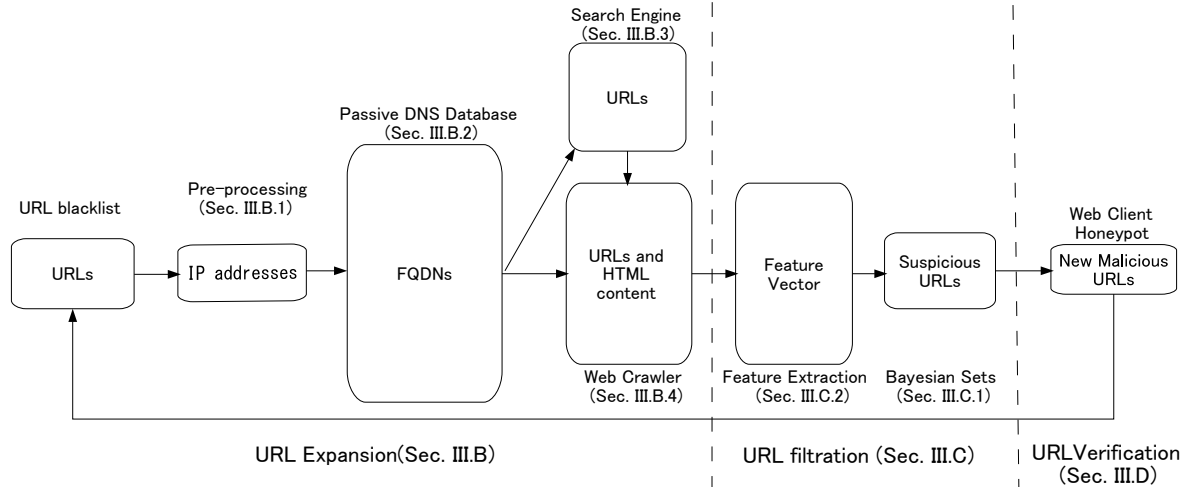 Search Engine
(Sec. III.B.3)
URLs
Passive DNS Database
(Sec. III.B.2)
FQDNs
Pre-processing
(Sec. III.B.1)
IP addresses
URL blacklist
URLs
URLs and
HTML
content
Web Crawler
(Sec. III.B.4)
Feature
Vector
Feature Extraction
(Sec. III.C.2)
Suspicious
URLs
Bayesian Sets
(Sec. III.C.1)
Web Client
Honeypot
New Malicious
URLs
URL Expansion(Sec. III.B)
URL filtration (Sec. III.C)
URLVerification
(Sec. III.D)